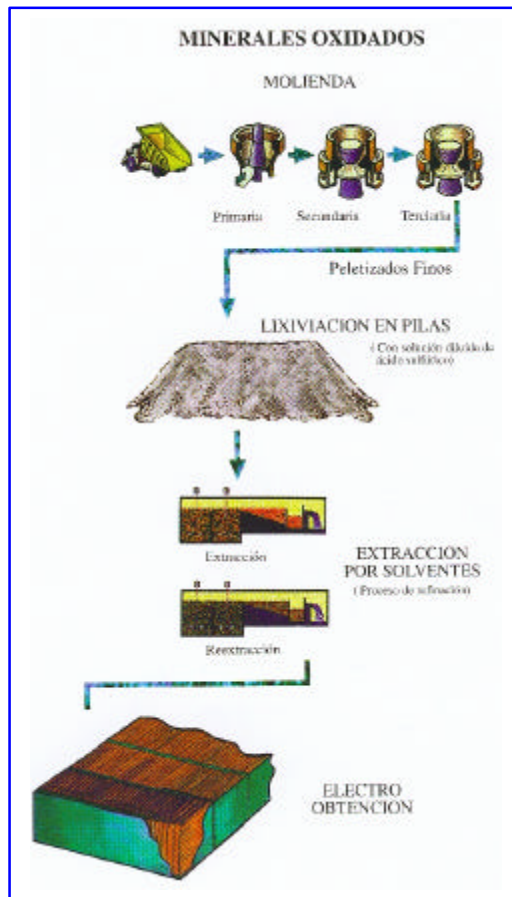 MINERALES OXIDADOS
MOLIENDA
Primaria
Secundaria
Terciaria
Peletizados Finos
LIXIVIACION EN PILAS
( Con solución diluida de
ácido sulfúrico)
Extracción
EXTRACCION
POR SOLVENTES
( Proceso de refinación)
Reextracción
ELECTRO
OBTENCION